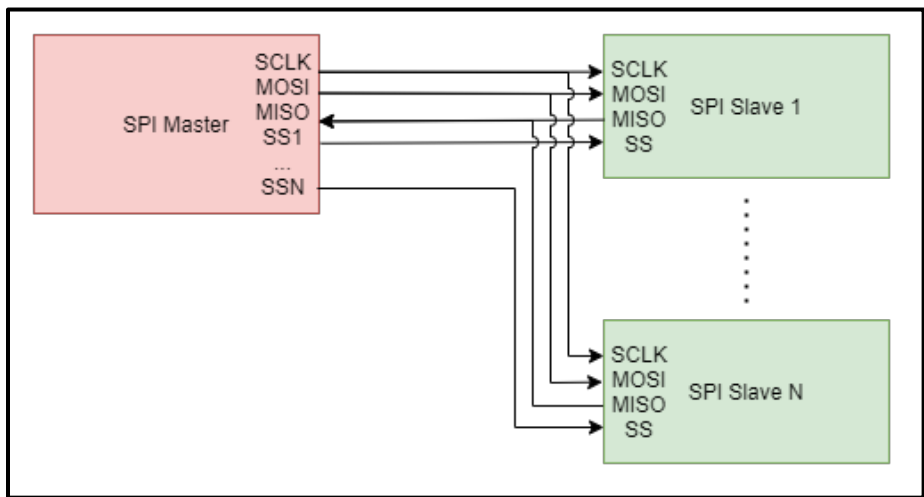 SPI Master
SCLK
MOSI
MISO
SS1
...
SSN
SCLK
MOSI
MISO
SS
SPI Slave 1
SCLK
MOSI
MISO
SS
SPI Slave N